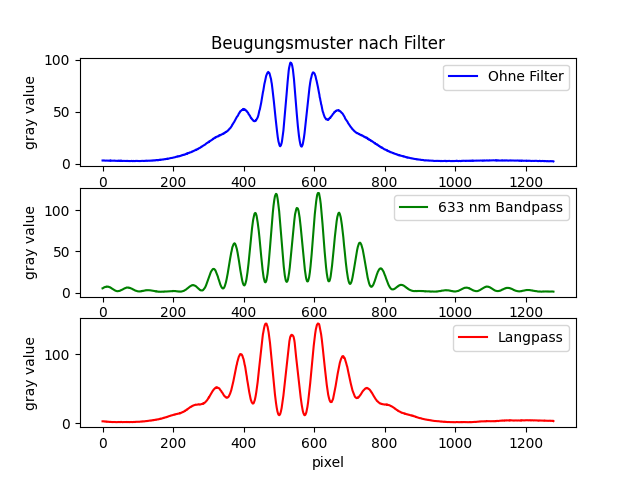 Beugungsmuster nach Filter
100
50
0
gray value
Ohne Filter
0 200 400 600 800 1000 1200
100
50
0
gray value
633 nm Bandpass
0 200 400 600 800 1000 1200
100
0
gray value
Langpass
0 200 400 600 800 1000 1200
pixel